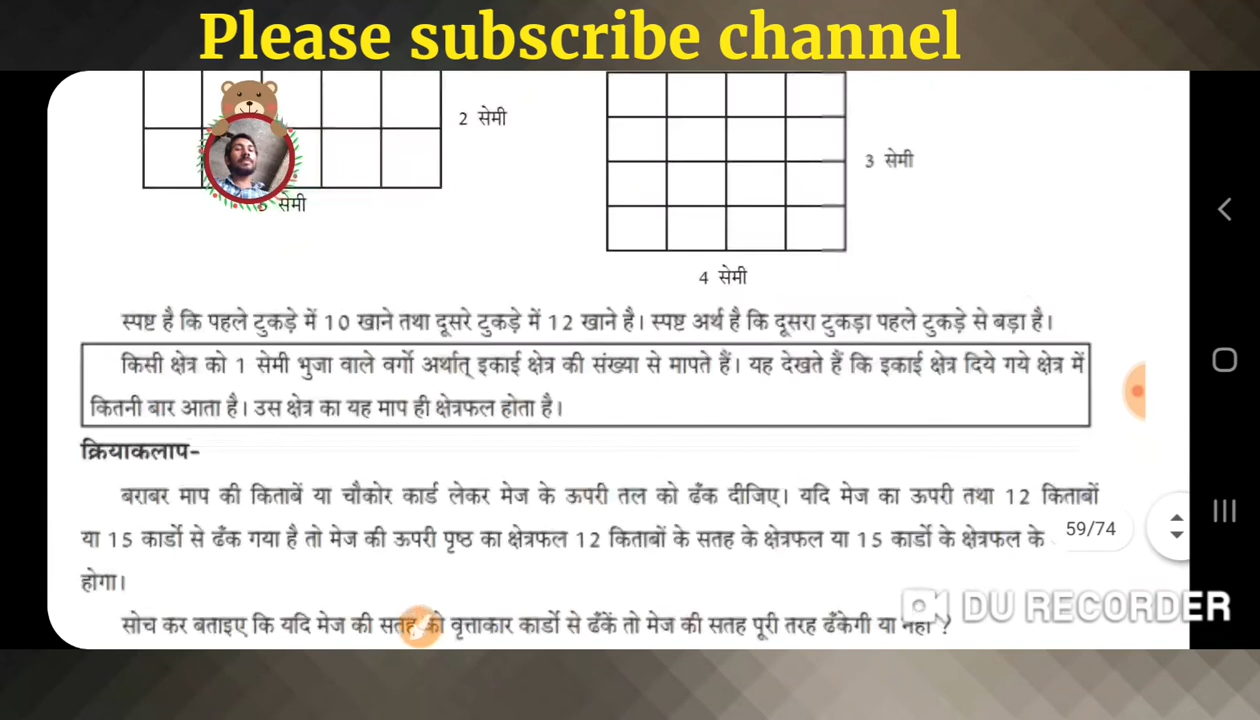 Please subscribe channel
2 सेमी
3 सेमी
सेमी
4 सेमी
स्पष्ट है कि पहले टुकड़े में 10 खाने तथा दूसरे टुकड़े में 12 खाने है। स्पष्ट अर्थ है कि दूसरा टुकड़ा पहले टुकड़े से बड़ा है।
किसी क्षेत्र को 1 सेमी भुजा वाले वर्गो अर्थात् इकाई क्षेत्र की संख्या से मापते हैं। यह देखते हैं कि इकाई क्षेत्र दिये गये क्षेत्र में
कितनी बार आता है। उस क्षेत्र का यह माप ही क्षेत्रफल होता है।
क्रियाकलाप-
बराबर माप की किताबें या चौकोर कार्ड लेकर मेज के ऊपरी तल को ढँक दीजिए। यदि मेज का ऊपरी तथा 12 किताबों
या 15 कार्डो से ढँक गया है तो मेज की ऊपरी पृष्ठ का क्षेत्रफल 12 किताबों के सतह के क्षेत्रफल या 15 कार्डो के क्षेत्रफल के
59/74
होगा।
DU RECORDER
सोच कर बताइए कि यदि मेज की सतह को वृत्ताकार कार्डो से ढँकें तो मेज की सतह पूरी तरह ढँकेगी या नहीं ?